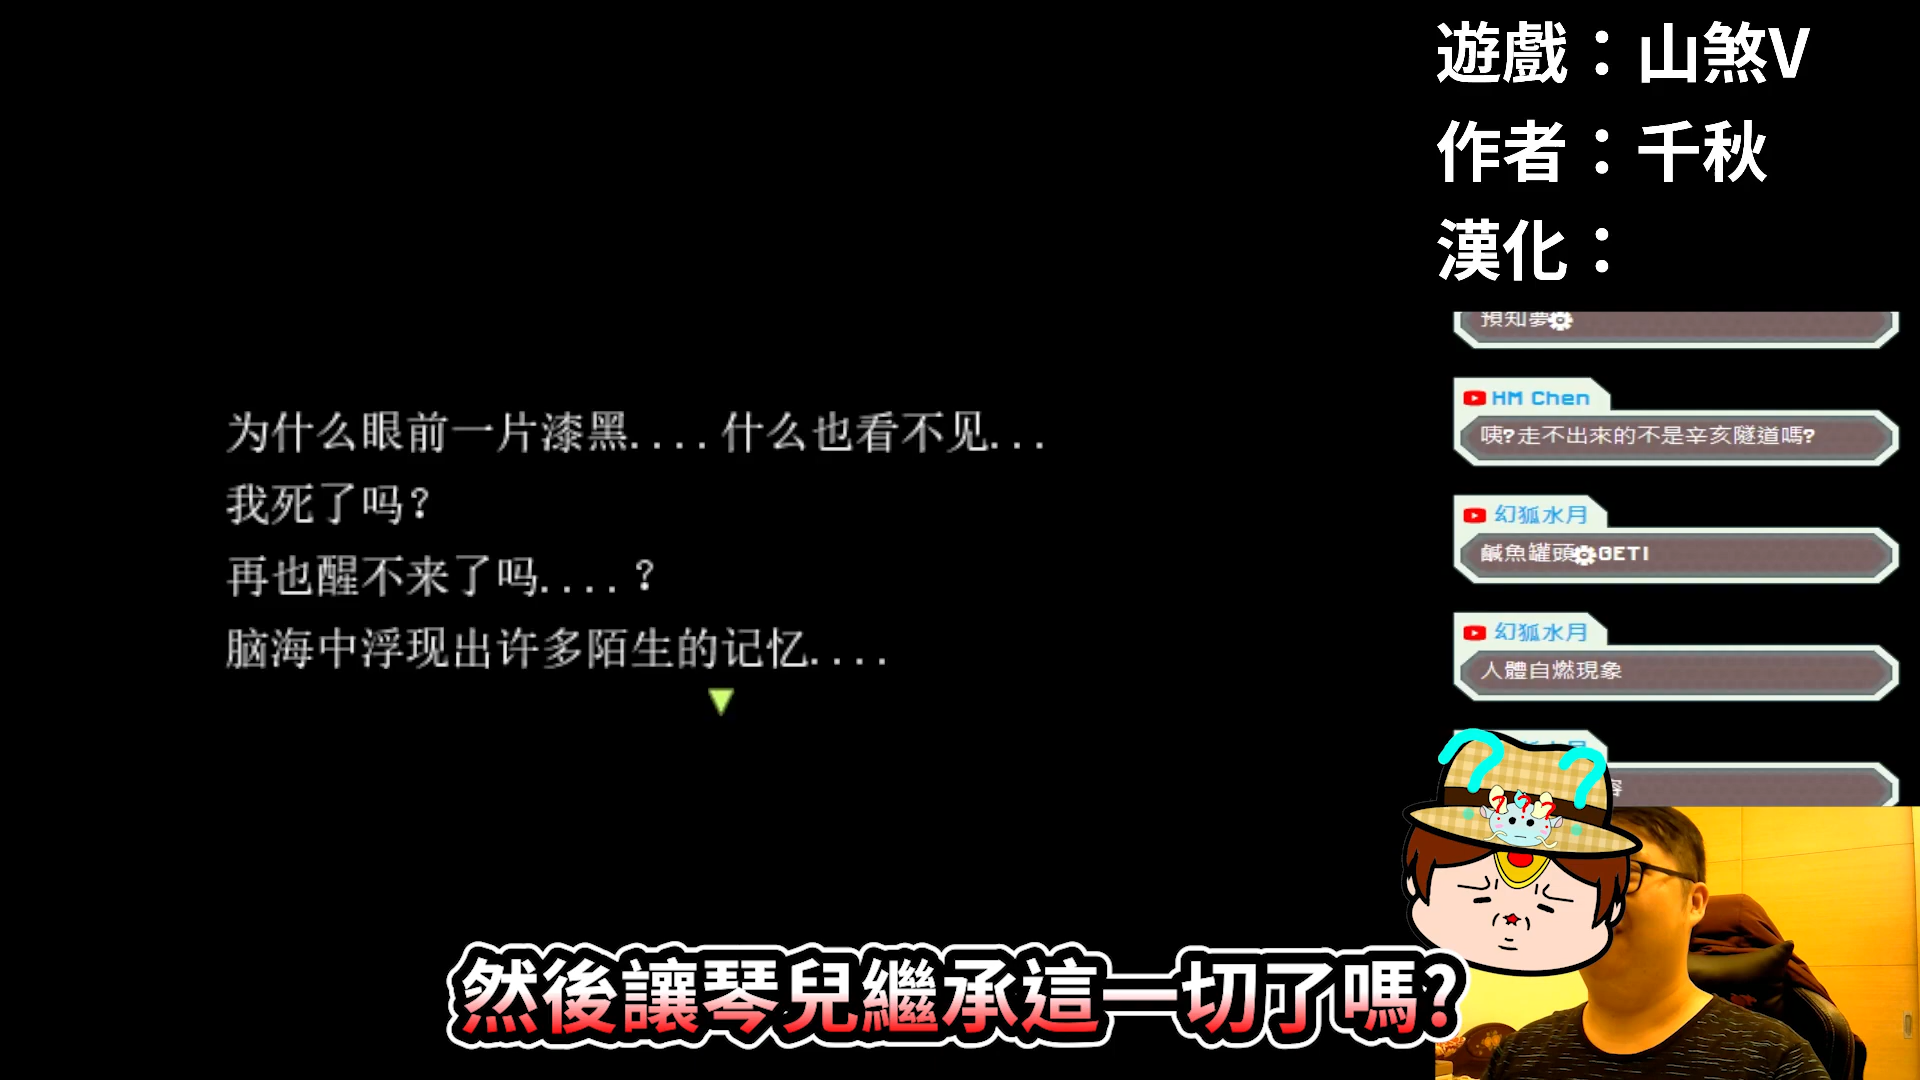 遊戲：山煞V
作者：千秋
漢化：
預知夢
HM Chen
咦?走不出來的不是辛亥隧道嗎?
幻狐水月
鹹魚罐頭GET!
幻狐水月
人體自燃現象
为什么眼前一片漆黑....什么也看不见...
我死了吗？
再也醒不来了吗....？
脑海中浮现出许多陌生的记忆....
然後讓琴兒繼承這一切了嗎?